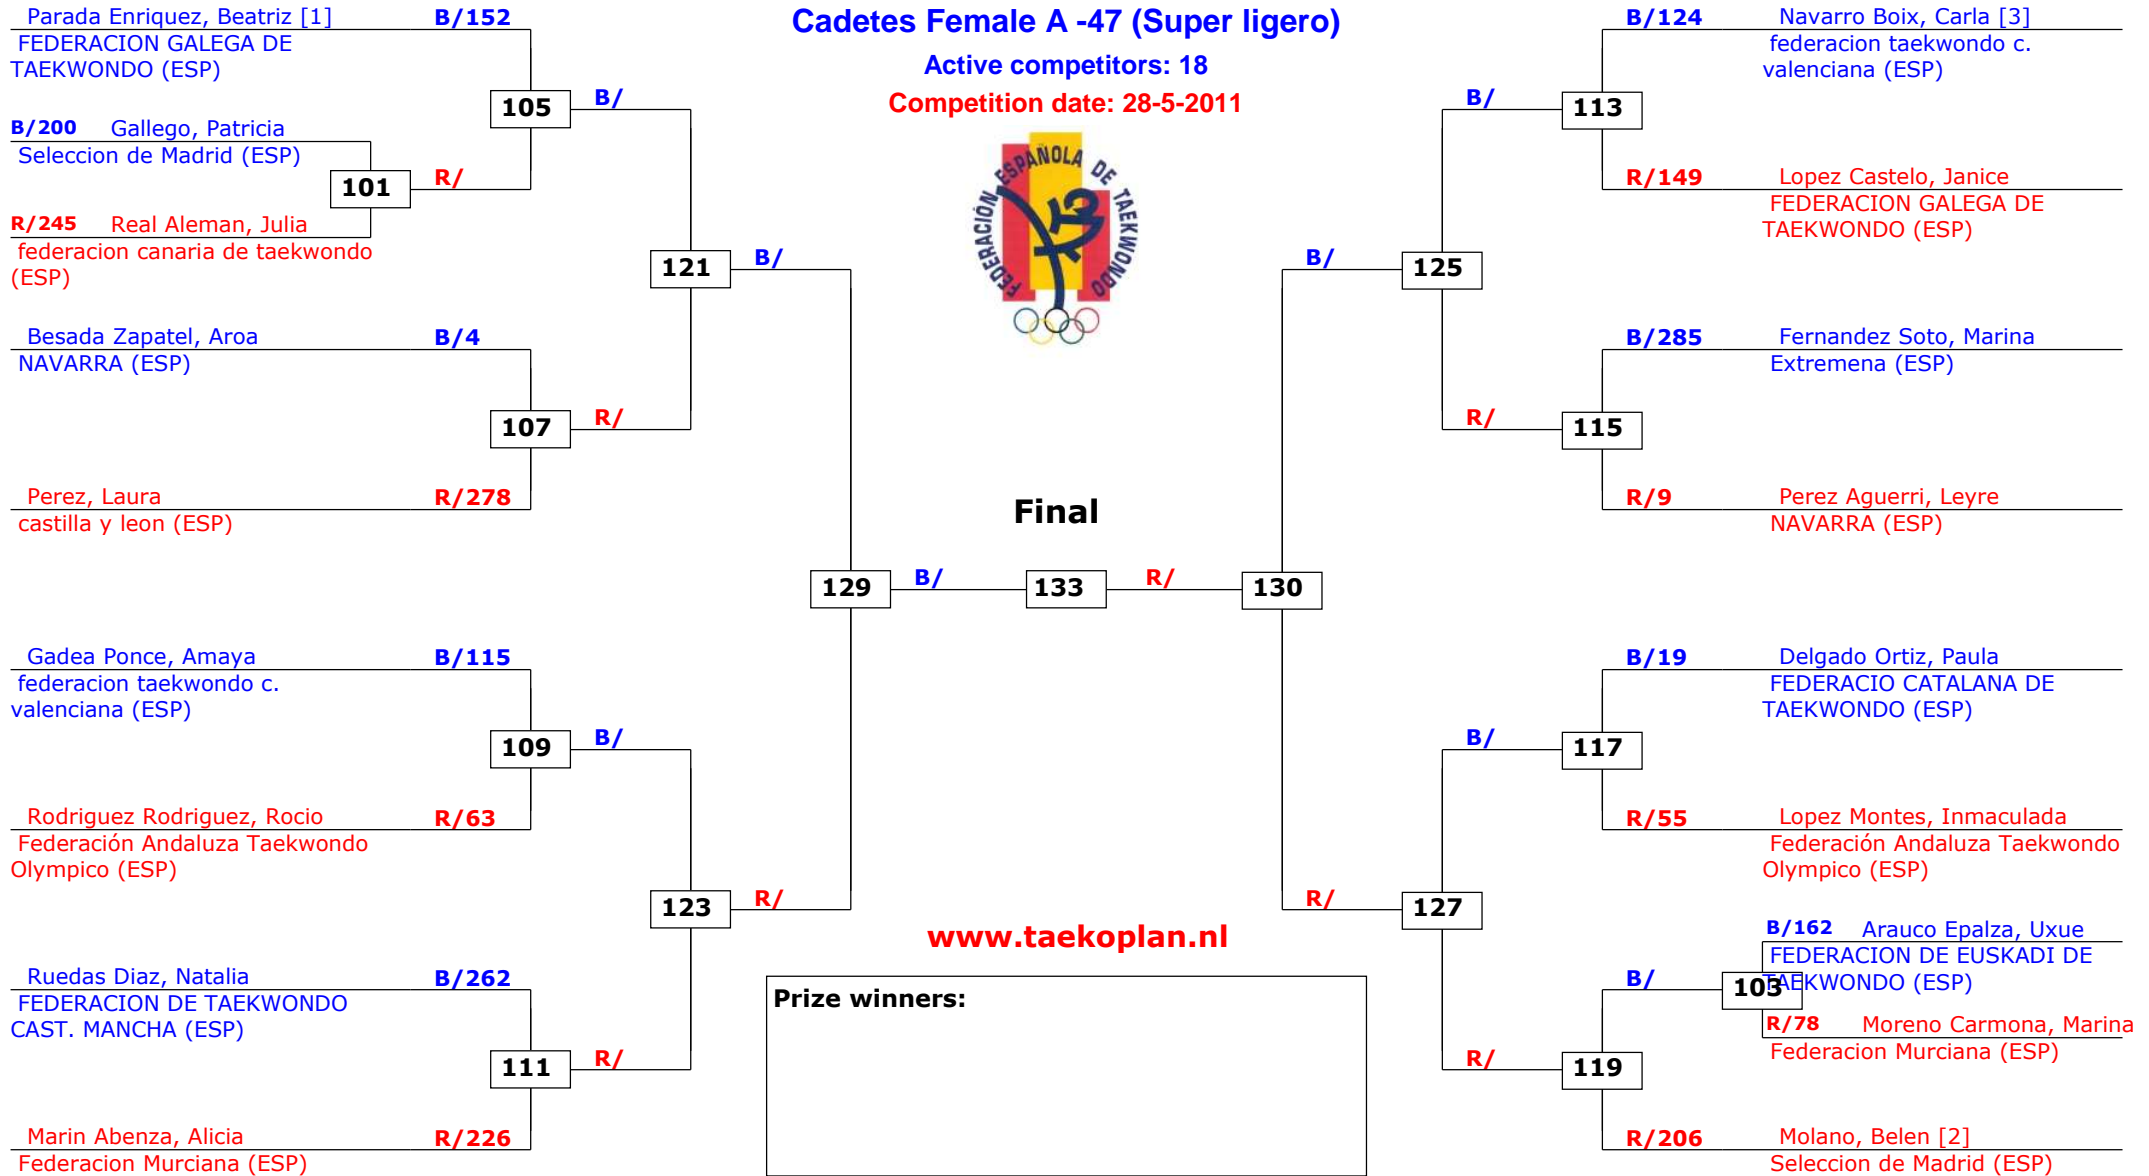 Cadetes Female A -47 (Super ligero)
Active competitors: 18
Competition date: 28-5-2011
FEDERACIÓN ESPAÑOLA DE TAEKWONDO
Parada Enriquez, Beatriz [1] B/152
FEDERACION GALEGA DE
TAEKWONDO (ESP)
105 B/
B/200 Gallego, Patricia
Seleccion de Madrid (ESP)
101 R/
R/245 Real Aleman, Julia
federacion canaria de taekwondo
(ESP)
121 B/
Besada Zapatel, Aroa B/4
NAVARRA (ESP)
107 R/
Perez, Laura R/278
castilla y leon (ESP)
Final
129 B/ 133 R/ 130
Gadea Ponce, Amaya B/115
federacion taekwondo c.
valenciana (ESP)
109 B/
Rodriguez Rodriguez, Rocio R/63
Federación Andaluza Taekwondo
Olympico (ESP)
123 R/
Ruedas Diaz, Natalia B/262
FEDERACION DE TAEKWONDO
CAST. MANCHA (ESP)
111 R/
Marin Abenza, Alicia R/226
Federacion Murciana (ESP)
B/124 Navarro Boix, Carla [3]
federacion taekwondo c.
valenciana (ESP)
B/ 113
R/149 Lopez Castelo, Janice
FEDERACION GALEGA DE
TAEKWONDO (ESP)
B/ 125
B/285 Fernandez Soto, Marina
Extremena (ESP)
R/ 115
R/9 Perez Aguerri, Leyre
NAVARRA (ESP)
B/19 Delgado Ortiz, Paula
FEDERACIO CATALANA DE
TAEKWONDO (ESP)
B/ 117
R/55 Lopez Montes, Inmaculada
Federación Andaluza Taekwondo
Olympico (ESP)
R/ 127
B/162 Arauco Epalza, Uxue
FEDERACION DE EUSKADI DE
TAEKWONDO (ESP)
B/ 103
R/78 Moreno Carmona, Marina
Federacion Murciana (ESP)
R/ 119
R/206 Molano, Belen [2]
Seleccion de Madrid (ESP)
www.taekoplan.nl
Prize winners: